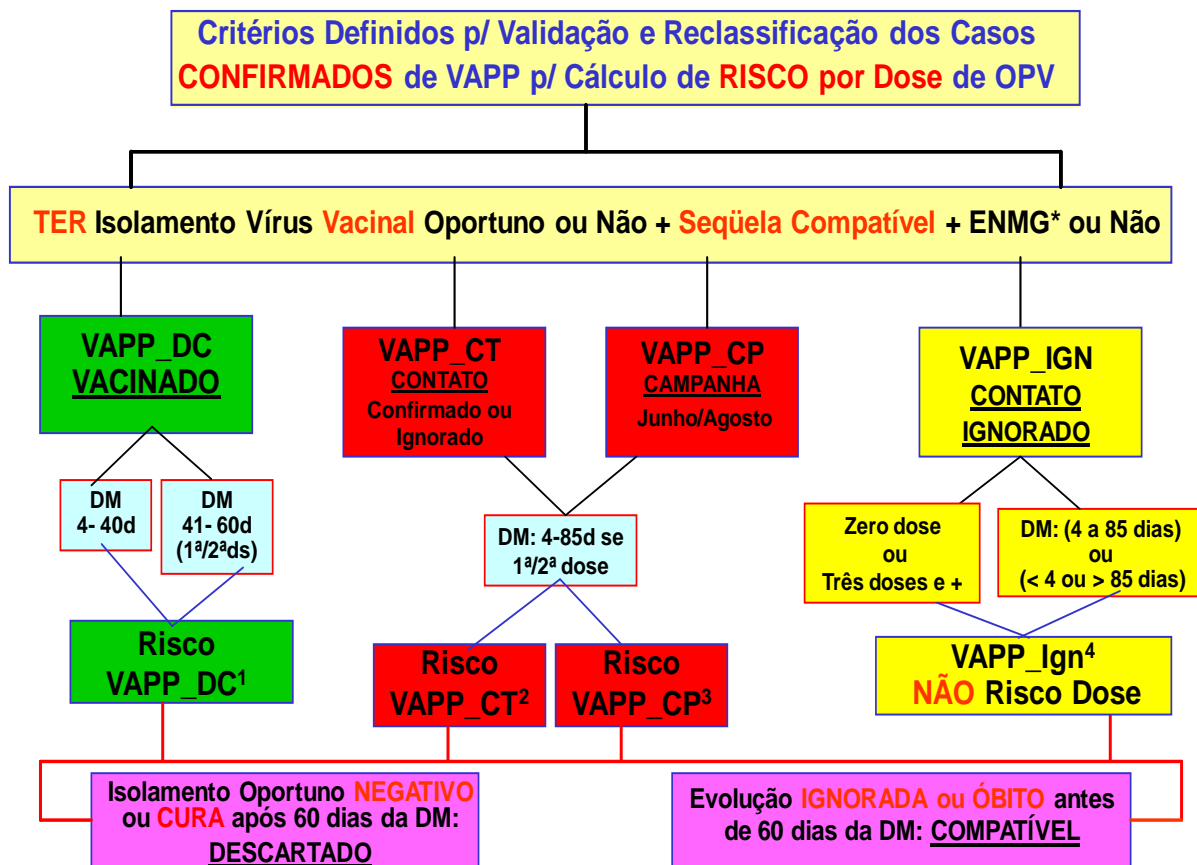 Critérios Definidos p/ Validação e Reclassificação dos Casos
CONFIRMADOS de VAPP p/ Cálculo de RISCO por Dose de OPV
TER Isolamento Vírus Vacinal Oportuno ou Não + Seqüela Compatível + ENMG* ou Não
VAPP_DC
VACINADO
VAPP_CT
CONTATO
Confirmado ou
Ignorado
VAPP_CP
CAMPANHA
Junho/Agosto
VAPP_IGN
CONTATO
IGNORADO
DM
4- 40d
DM
41- 60d
(1ª/2ªds)
DM: 4-85d se
1ª/2ª dose
Zero dose
ou
Três doses e +
DM: (4 a 85 dias)
ou
(< 4 ou > 85 dias)
Risco
VAPP_DC¹
Risco
VAPP_CT²
Risco
VAPP_CP³
VAPP_Ign⁴
NÃO Risco Dose
Isolamento Oportuno NEGATIVO
ou CURA após 60 dias da DM:
DESCARTADO
Evolução IGNORADA ou ÓBITO antes
de 60 dias da DM: COMPATÍVEL